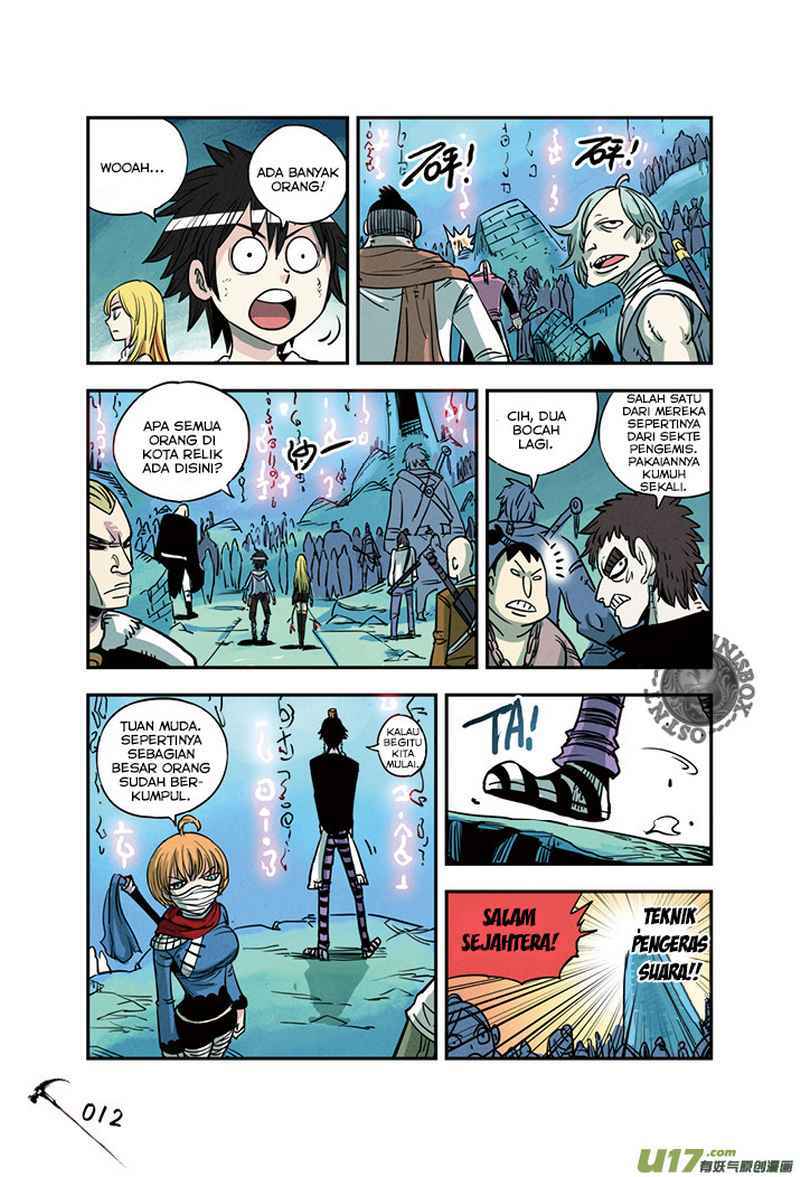 WOOAH...
ADA BANYAK
ORANG!
砰!
砰!
APA SEMUA
ORANG DI
KOTA RELIK
ADA DISINI?
CIH, DUA
BOCAH
LAGI.
SALAH SATU
DARI MEREKA
SEPERTINYA
DARI SEKTE
PENGEMIS.
PAKAIANNYA
KUMUH
SEKALI.
TUAN MUDA.
SEPERTINYA
SEBAGIAN
BESAR ORANG
SUDAH BER-
KUMPUL.
KALAU
BEGITU
KITA
MULAI.
TA!
SALAM
SEJAHTERA!
TEKNIK
PENGERAS
SUARA!!
012
U17.com
有妖气原创漫画